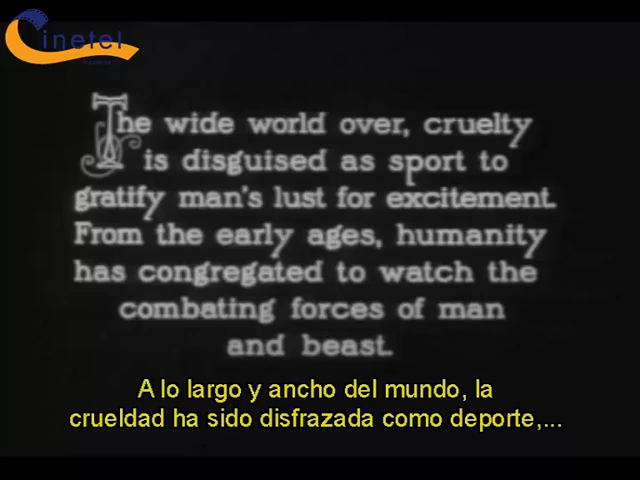 inetel
The wide world over, cruelty
is disguised as sport to
gratify man's lust for excitement.
From the early ages, humanity
has congregated to watch the
combating forces of man
and beast.
A lo largo y ancho del mundo, la
crueldad ha sido disfrazada como deporte,...